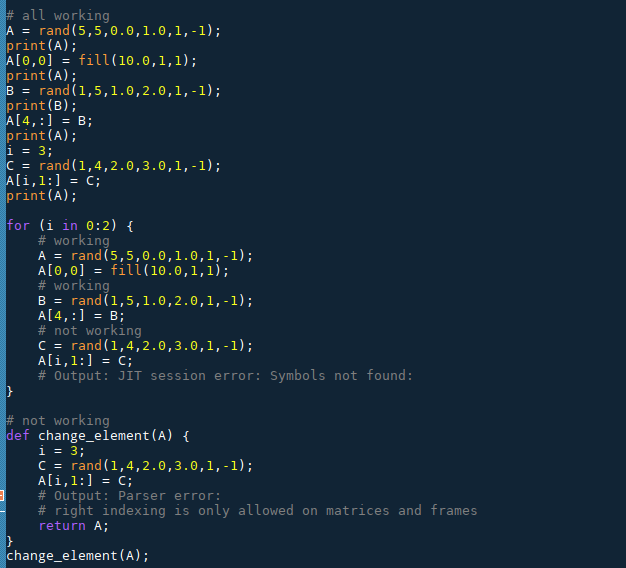 # all working
A = rand(5,5,0.0,1.0,1,-1);
print(A);
A[0,0] = fill(10.0,1,1);
print(A);
B = rand(1,5,1.0,2.0,1,-1);
print(B);
A[4,:] = B;
print(A);
i = 3;
C = rand(1,4,2.0,3.0,1,-1);
A[i,1:] = C;
print(A);

for (i in 0:2) {
    # working
    A = rand(5,5,0.0,1.0,1,-1);
    A[0,0] = fill(10.0,1,1);
    # working
    B = rand(1,5,1.0,2.0,1,-1);
    A[4,:] = B;
    # not working
    C = rand(1,4,2.0,3.0,1,-1);
    A[i,1:] = C;
    # Output: JIT session error: Symbols not found:
}

# not working
def change_element(A) {
    i = 3;
    C = rand(1,4,2.0,3.0,1,-1);
    A[i,1:] = C;
    # Output: Parser error:
    # right indexing is only allowed on matrices and frames
    return A;
}
change_element(A);